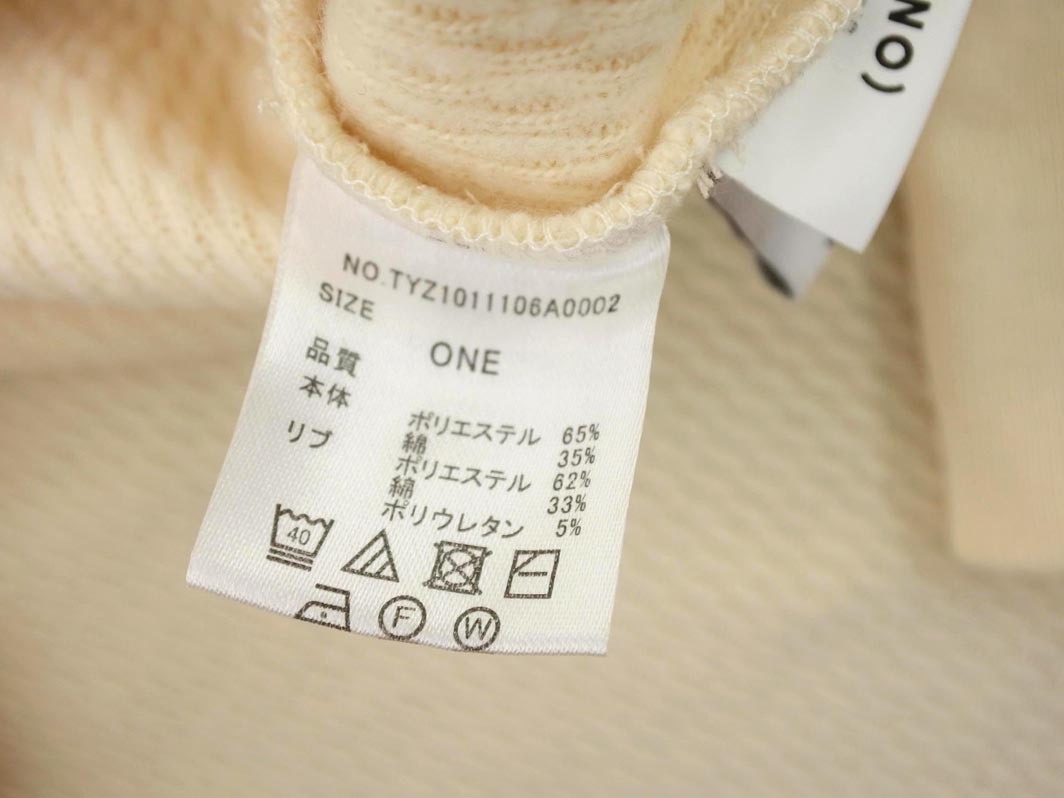 NO)
NO.TYZ1011106A0002
SIZE
ONE
品質
本体
ポリエステル 65%
綿 35%
リブ
ポリエステル 62%
綿 33%
ポリウレタン 5%
40
F
W